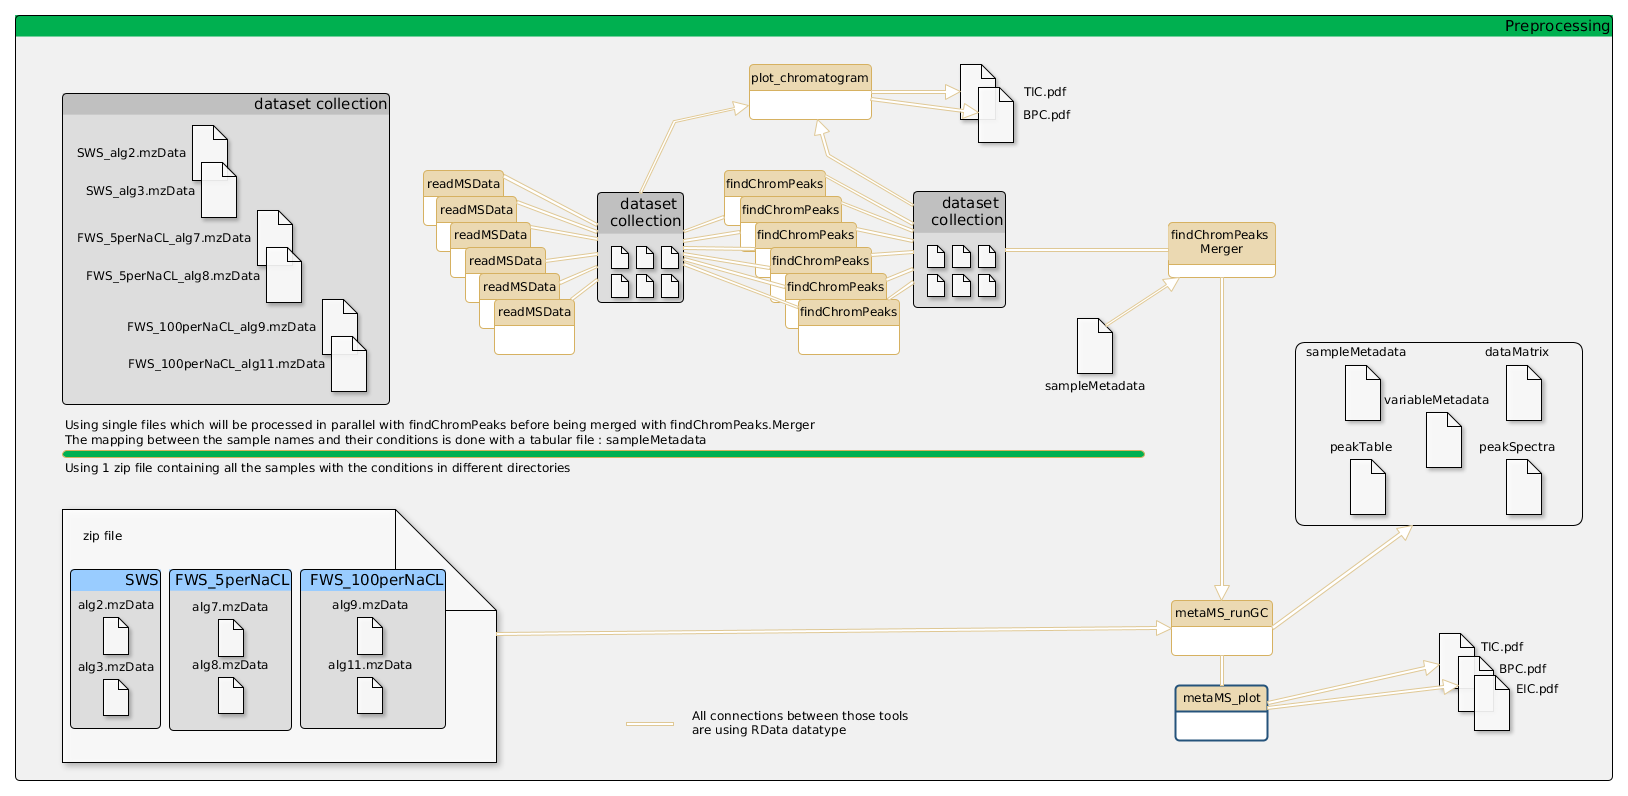 Preprocessing
dataset collection
SWS_alg2.mzData
SWS_alg3.mzData
FWS_5perNaCL_alg7.mzData
FWS_5perNaCL_alg8.mzData
FWS_100perNaCL_alg9.mzData
FWS_100perNaCL_alg11.mzData
readMSData
readMSData
readMSData
readMSData
readMSData
readMSData
dataset
collection
plot_chromatogram
TIC.pdf
BPC.pdf
findChromPeaks
findChromPeaks
findChromPeaks
findChromPeaks
findChromPeaks
findChromPeaks
dataset
collection
findChromPeaks
Merger
sampleMetadata
Using single files which will be processed in parallel with findChromPeaks before being merged with findChromPeaks.Merger
The mapping between the sample names and their conditions is done with a tabular file : sampleMetadata
Using 1 zip file containing all the samples with the conditions in different directories
sampleMetadata
dataMatrix
variableMetadata
peakTable
peakSpectra
zip file
SWS
alg2.mzData
alg3.mzData
FWS_5perNaCL
alg7.mzData
alg8.mzData
FWS_100perNaCL
alg9.mzData
alg11.mzData
metaMS_runGC
metaMS_plot
TIC.pdf
BPC.pdf
EIC.pdf
All connections between those tools
are using RData datatype